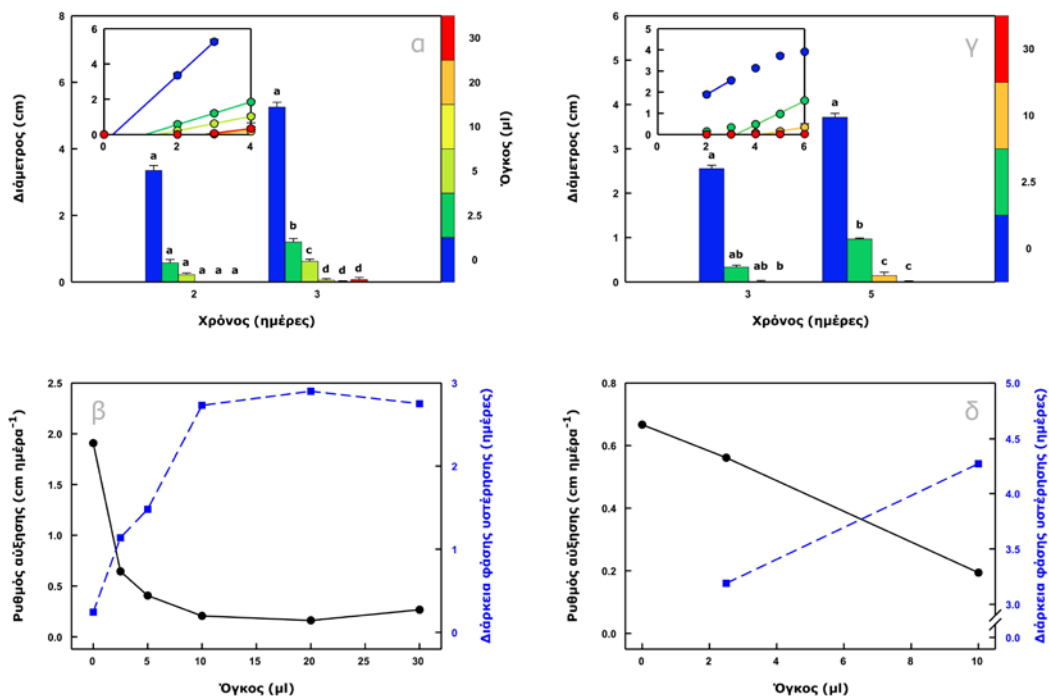 α
Διάμετρος (cm)
8
6
4
2
0
6
4
2
0
0
2
4
a
a
a
a
a
a
a
b
c
d
d
d
2
3
Χρόνος (ημέρες)
30
20
10
5
2.5
0
Όγκος (μl)
γ
Διάμετρος (cm)
6
5
4
3
2
1
0
5
4
3
2
1
0
0
1
2
3
4
5
6
a
ab
ab
b
a
b
c
c
3
5
Χρόνος (ημέρες)
30
10
2.5
0
β
Ρυθμός αύξησης (cm ημέρα⁻¹)
2.5
2.0
1.5
1.0
0.5
0.0
0
5
10
15
20
25
30
Όγκος (μl)
3
2
1
0
Διάρκεια φάσης υστέρησης (ημέρες)
δ
Ρυθμός αύξησης (cm ημέρα⁻¹)
0.8
0.6
0.4
0.2
0.0
0
2
4
6
8
10
Όγκος (μl)
5.0
4.5
4.0
3.5
3.0
0.0
Διάρκεια φάσης υστέρησης (ημέρες)